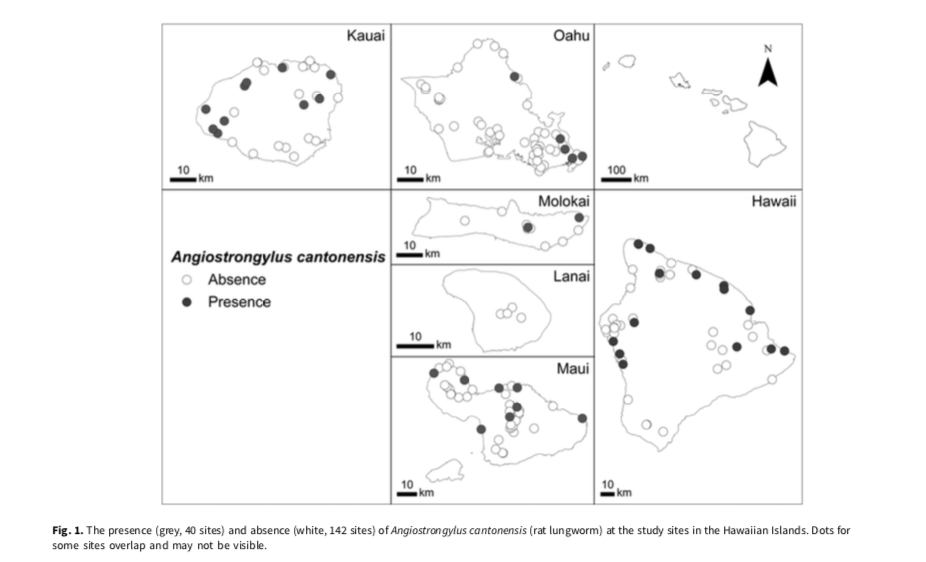 Kauai
Oahu
N
10
km
10
km
100
km
Molokai
Hawaii
10
km
Angiostrongylus cantonensis
Absence
Presence
Lanai
10
km
Maui
10
km
10
km
Fig. 1. The presence (grey, 40 sites) and absence (white, 142 sites) of Angiostrongylus cantonensis (rat lungworm) at the study sites in the Hawaiian Islands. Dots for
some sites overlap and may not be visible.